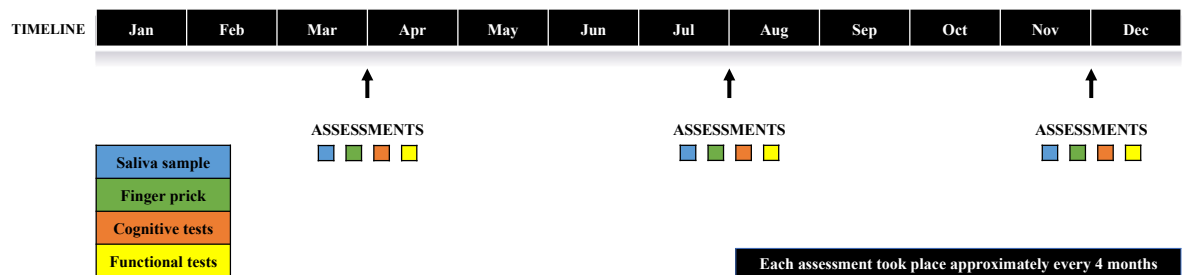 TIMELINE Jan Feb Mar Apr May Jun Jul Aug Sep Oct Nov Dec
ASSESSMENTS ASSESSMENTS ASSESSMENTS
Saliva sample
Finger prick
Cognitive tests
Functional tests
Each assessment took place approximately every 4 months